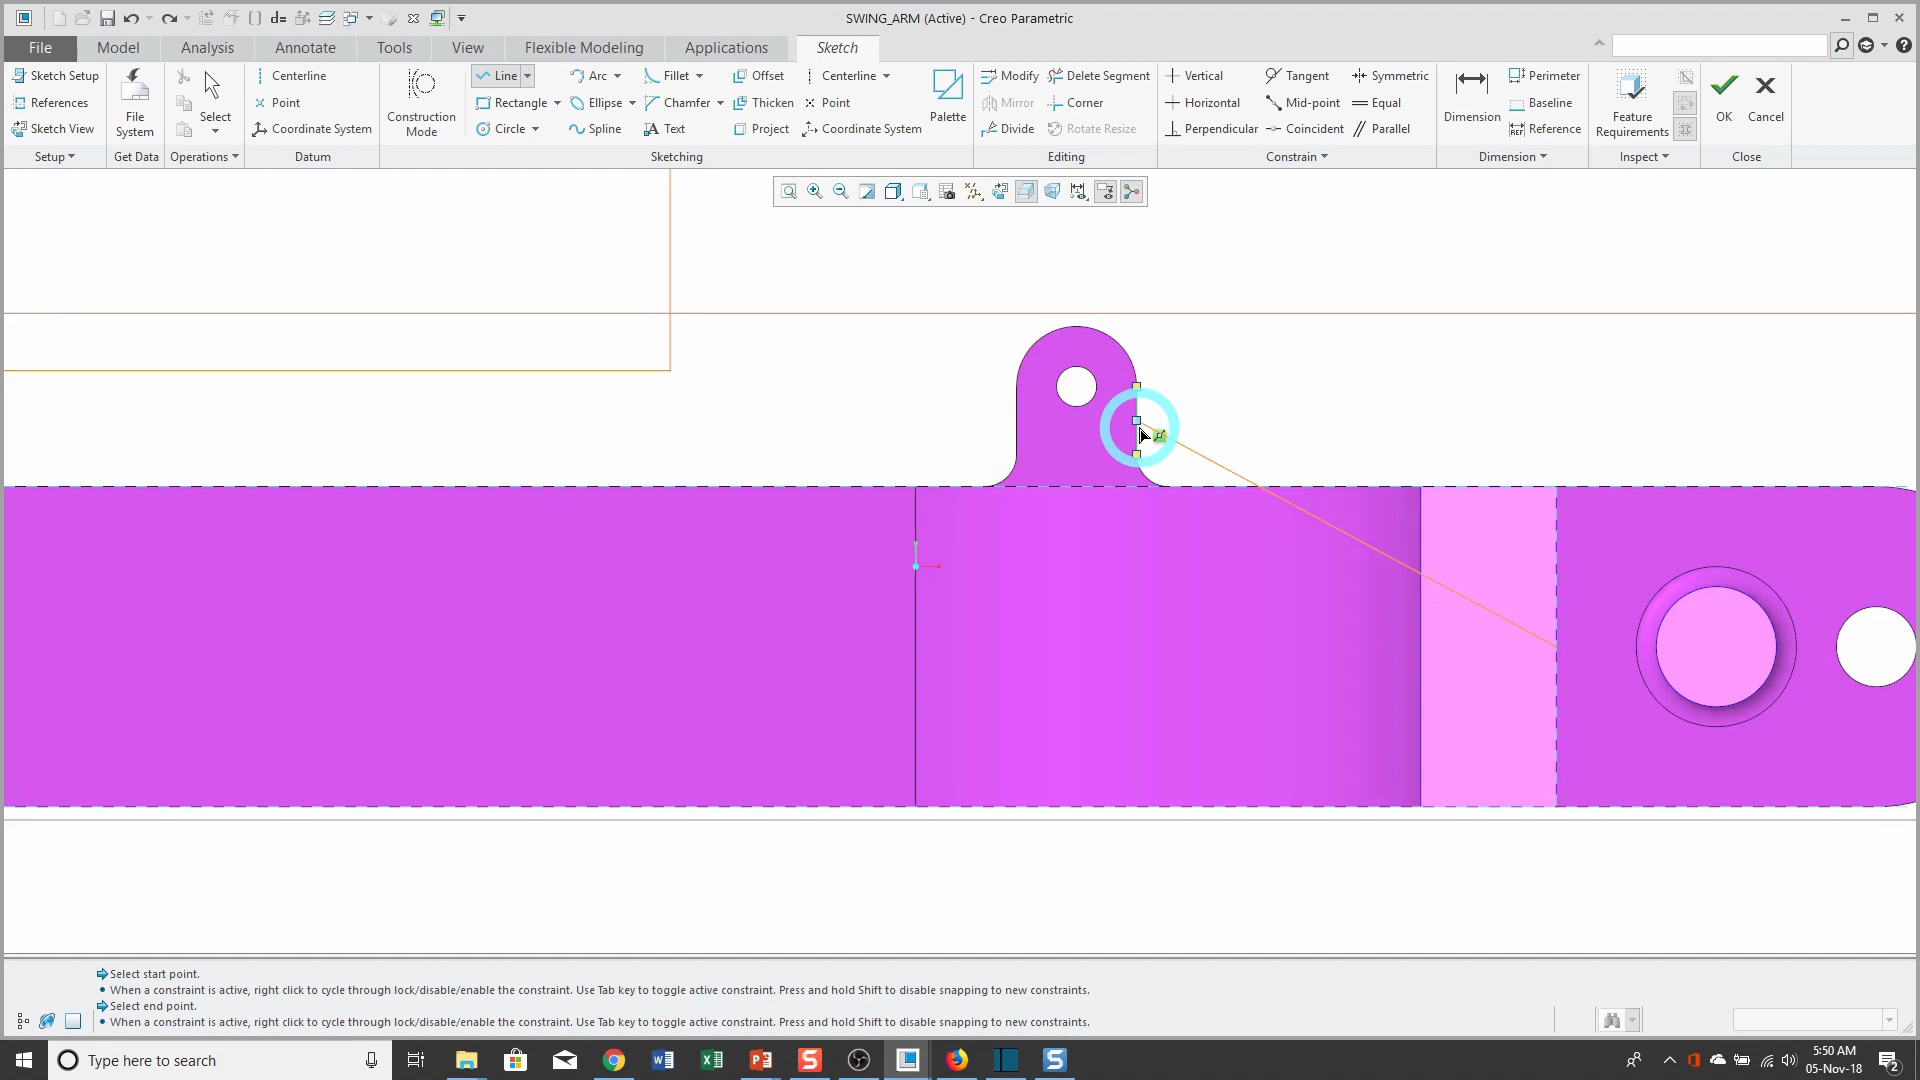 d=
SWING_ARM (Active) - Creo Parametric
File Model Analysis Annotate Tools View Flexible Modeling Applications Sketch
Sketch Setup
References
Sketch View
Setup
File System
Get Data
Select
Operations
Centerline
Point
Coordinate System
Datum
Construction Mode
Line Arc Fillet Offset Centerline
Rectangle Ellipse Chamfer Thicken Point
Circle Spline Text Project Coordinate System
Palette
Sketching
Modify Delete Segment
Mirror Corner
Divide Rotate Resize
Editing
Vertical Tangent Symmetric
Horizontal Mid-point Equal
Perpendicular Coincident Parallel
Constrain
Dimension
Perimeter
Baseline
REF Reference
Dimension
Feature Requirements
Inspect
OK Cancel
Close
Select start point.
When a constraint is active, right click to cycle through lock/disable/enable the constraint. Use Tab key to toggle active constraint. Press and hold Shift to disable snapping to new constraints.
Select end point.
When a constraint is active, right click to cycle through lock/disable/enable the constraint. Use Tab key to toggle active constraint. Press and hold Shift to disable snapping to new constraints.
Type here to search
5:50 AM
05-Nov-18
2